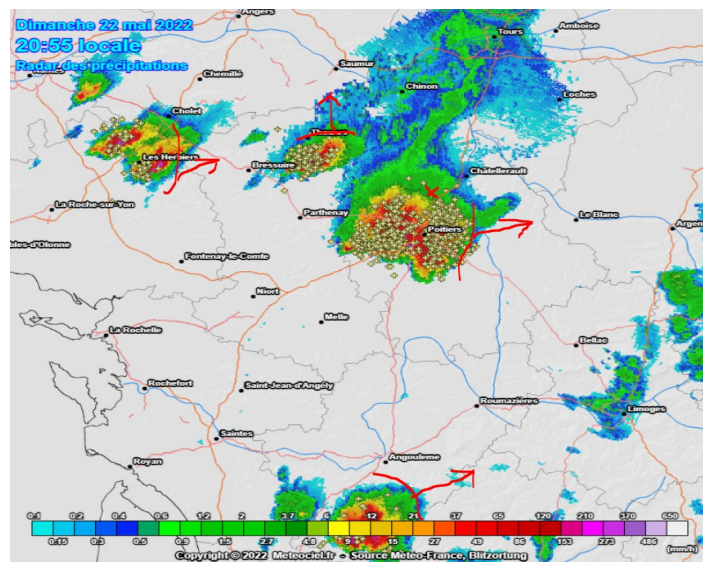 Dimanche 22 mai 2022
20:55 locale
Radar des précipitations
Angers
Tours
Amboise
Nantes
Chemillé
Saumur
Chinon
Loches
Cholet
Thouars
Les Herbiers
Bressuire
Châtellerault
La Roche-sur-Yon
Parthenay
Poitiers
Le Blanc
Argen
bles-d'Olonne
Fontenay-le-Comte
Niort
Melle
La Rochelle
Bellac
Rochefort
Saint-Jean-d'Angély
Roumazières
Limoges
Saintes
Royan
Angouleme
0.1 0.2 0.4 0.6 1.2 2 3.7 6 12 21 37 65 120 210 370 650
0.15 0.3 0.5 0.9 1.5 2.7 4.8 9 15 27 49 86 153 273 486 (mm/h)
Copyright © 2022 Meteociel.fr - Source Météo-France, Blitzortung